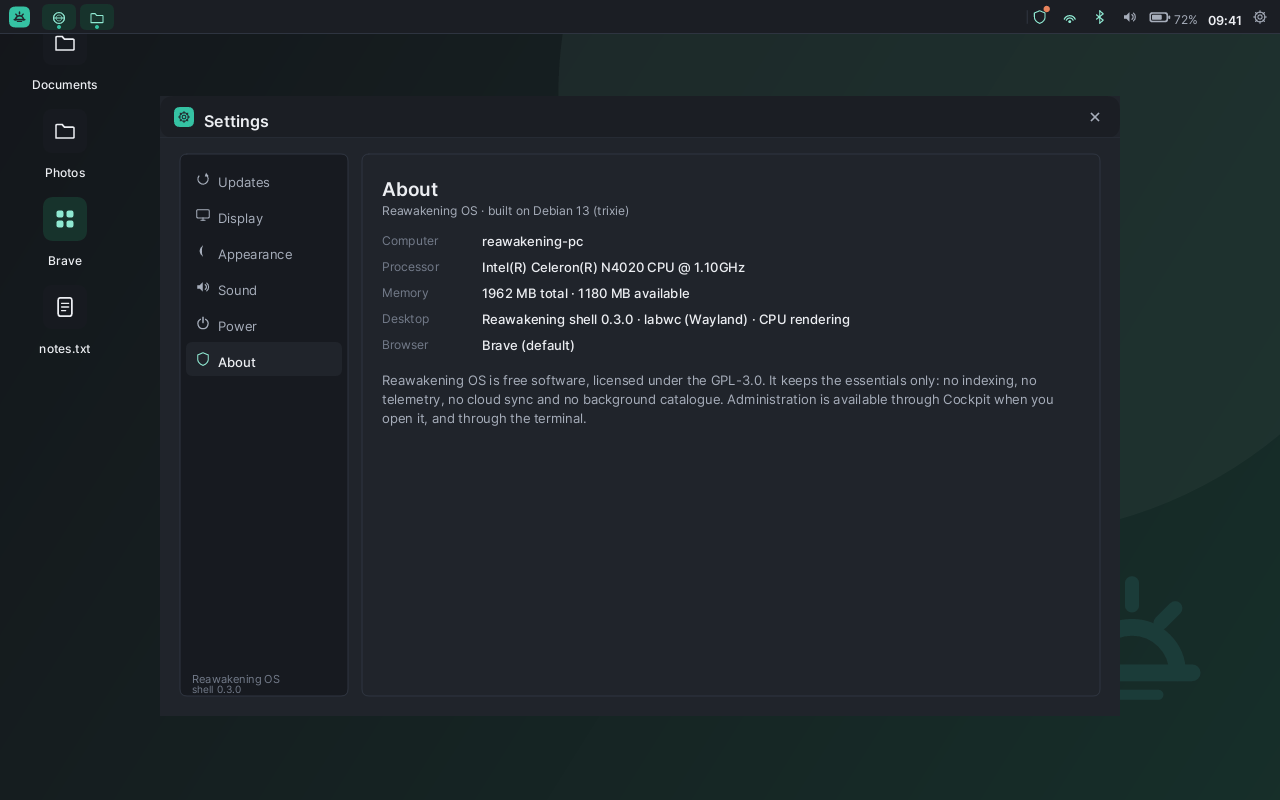 72%
09:41
Documents
Photos
Brave
notes.txt
Settings
Updates
Display
Appearance
Sound
Power
About
Reawakening OS
shell 0.3.0
About
Reawakening OS · built on Debian 13 (trixie)
Computer reawakening-pc
Processor Intel(R) Celeron(R) N4020 CPU @ 1.10GHz
Memory 1962 MB total · 1180 MB available
Desktop Reawakening shell 0.3.0 · labwc (Wayland) · CPU rendering
Browser Brave (default)
Reawakening OS is free software, licensed under the GPL-3.0. It keeps the essentials only: no indexing, no
telemetry, no cloud sync and no background catalogue. Administration is available through Cockpit when you
open it, and through the terminal.